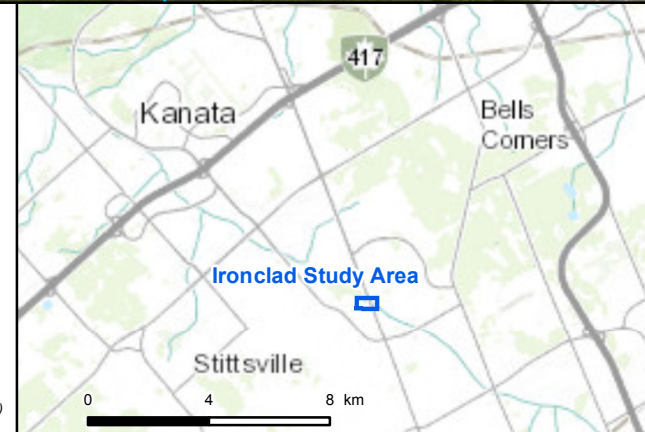 417
Kanata
Bells
Corners
Ironclad Study Area
Stittsville
0 4 8 km
)